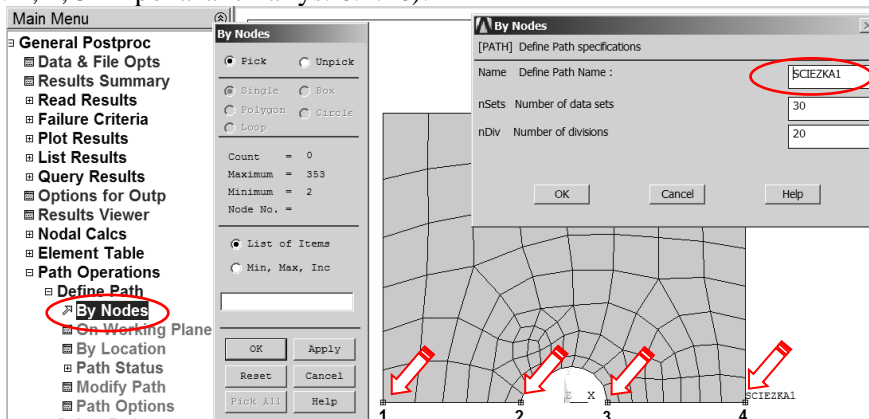 Main Menu
General Postproc
Data & File Opts
Results Summary
Read Results
Failure Criteria
Plot Results
List Results
Query Results
Options for Outp
Results Viewer
Nodal Calcs
Element Table
Path Operations
Define Path
By Nodes
On Working Plane
By Location
Path Status
Modify Path
Path Options
By Nodes
Pick Unpick
Single Box
Polygon Circle
Loop
Count = 0
Maximum = 353
Minimum = 2
Node No. =
List of Items
Min, Max, Inc
OK Apply
Reset Cancel
Pick All Help
By Nodes
[PATH] Define Path specifications
Name Define Path Name : SCIEZKA1
nSets Number of data sets 30
nDiv Number of divisions 20
OK Cancel Help
Z X
SCIEZKA1
1 2 3 4